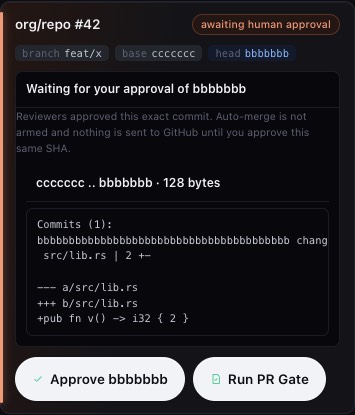 org/repo #42
awaiting human approval
branch feat/x base ccccccc head bbbbbbb
Waiting for your approval of bbbbbbb
Reviewers approved this exact commit. Auto-merge is
not armed and nothing is sent to GitHub until you approve this
same SHA.
ccccccc .. bbbbbbb · 128 bytes
Commits (1):
bbbbbbbbbbbbbbbbbbbbbbbbbbbbbbbbbbbbbbbb chang
src/lib.rs | 2 +-
--- a/src/lib.rs
+++ b/src/lib.rs
+pub fn v() -> i32 { 2 }
Approve bbbbbbb
Run PR Gate